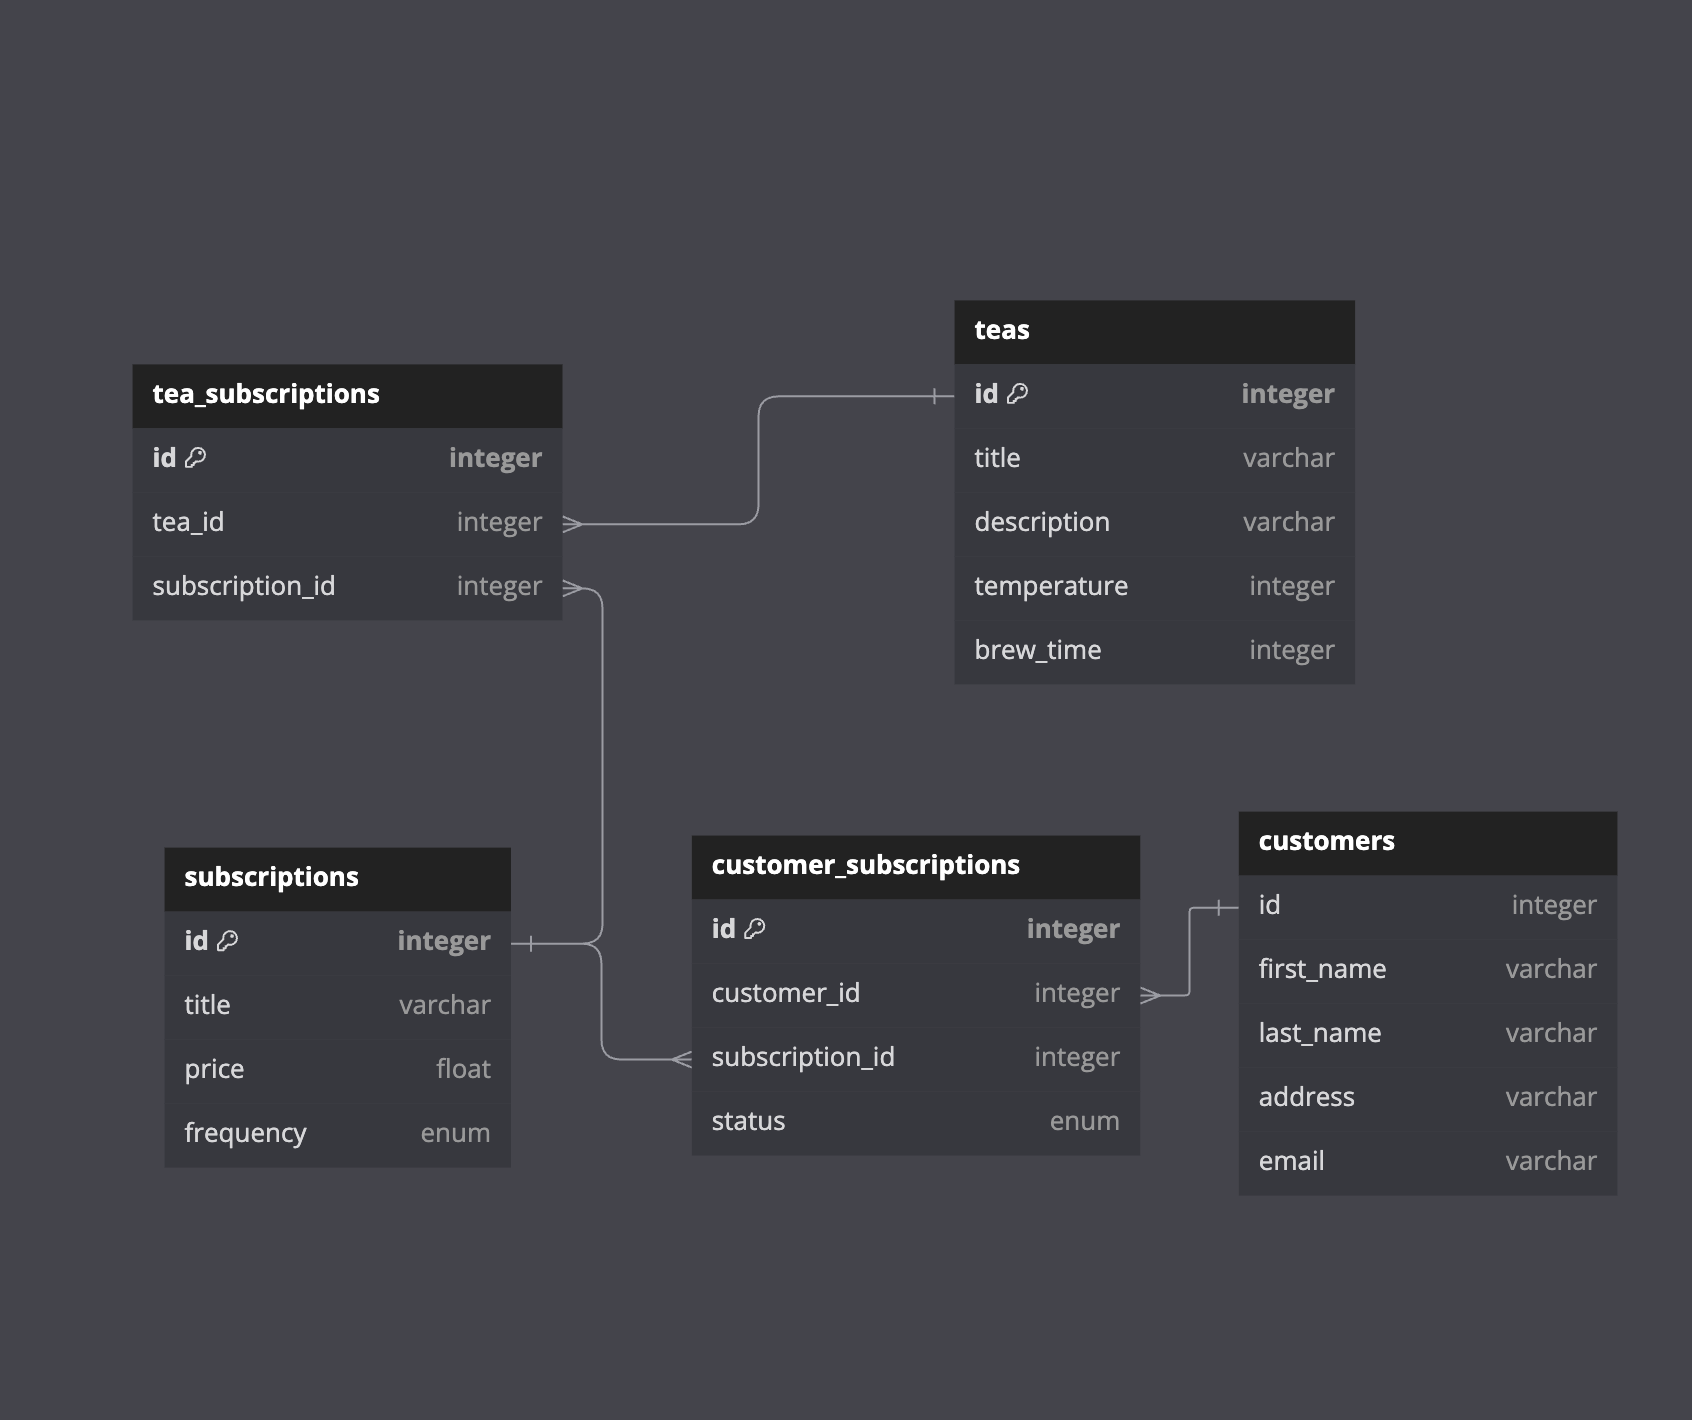 teas
id integer
title varchar
description varchar
temperature integer
brew_time integer
tea_subscriptions
id integer
tea_id integer
subscription_id integer
subscriptions
id integer
title varchar
price float
frequency enum
customer_subscriptions
id integer
customer_id integer
subscription_id integer
status enum
customers
id integer
first_name varchar
last_name varchar
address varchar
email varchar